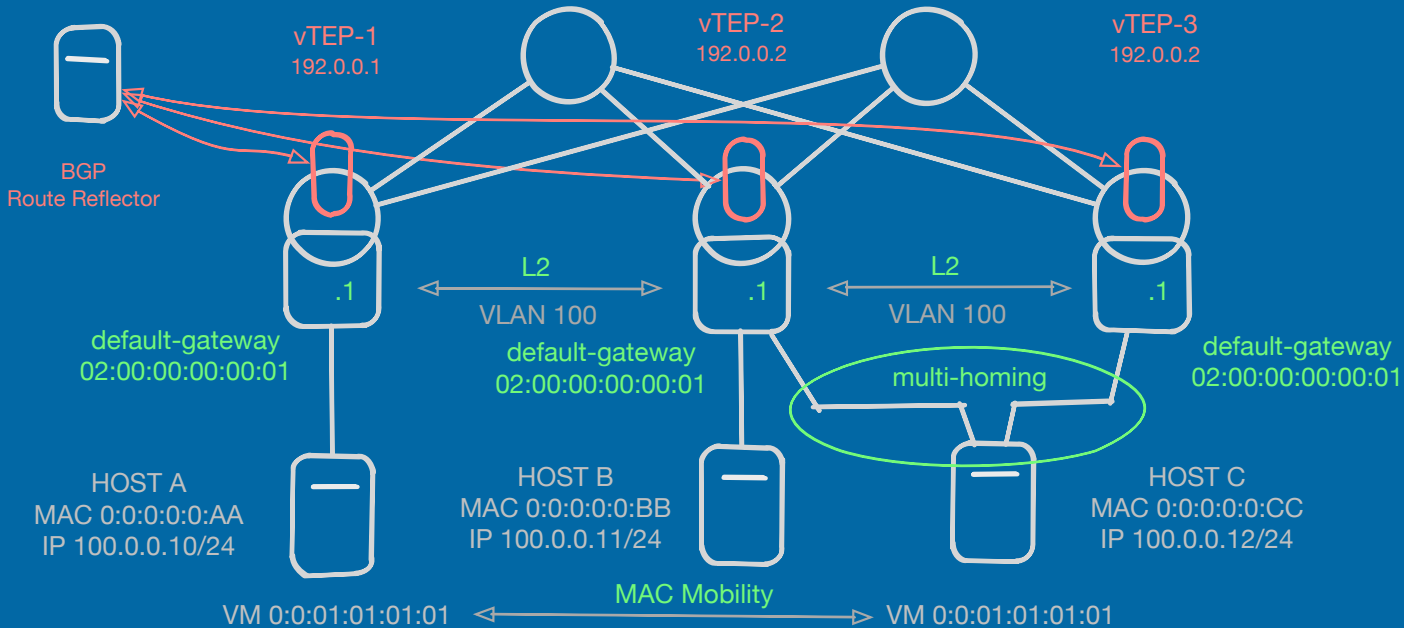 vTEP-1
192.0.0.1
vTEP-2
192.0.0.2
vTEP-3
192.0.0.2
BGP
Route Reflector
.1
L2
VLAN 100
.1
L2
VLAN 100
.1
default-gateway
02:00:00:00:00:01
default-gateway
02:00:00:00:00:01
default-gateway
02:00:00:00:00:01
multi-homing
HOST A
MAC 0:0:0:0:0:AA
IP 100.0.0.10/24
HOST B
MAC 0:0:0:0:0:BB
IP 100.0.0.11/24
HOST C
MAC 0:0:0:0:0:CC
IP 100.0.0.12/24
MAC Mobility
VM 0:0:01:01:01:01
VM 0:0:01:01:01:01